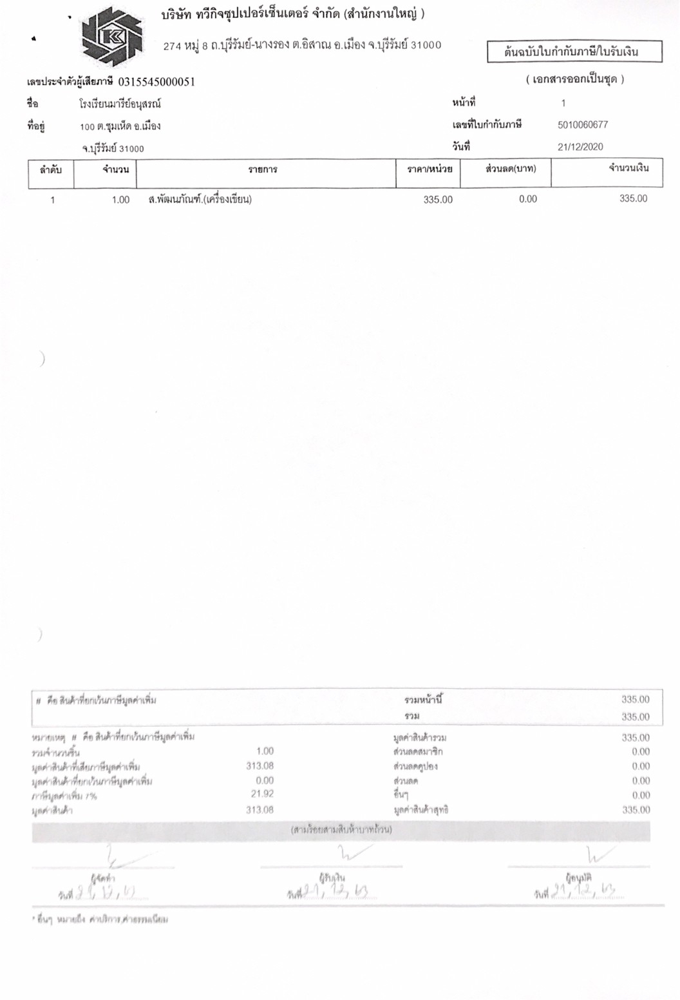 บริษัท ทวีกิจซุปเปอร์เซ็นเตอร์ จำกัด (สำนักงานใหญ่ )
274 หมู่ 8 ถ.บุรีรัมย์-นางรอง ต.อิสาณ อ.เมือง จ.บุรีรัมย์ 31000
ต้นฉบับใบกำกับภาษี/ใบรับเงิน
เลขประจำตัวผู้เสียภาษี 0315545000051
( เอกสารออกเป็นชุด )
ชื่อ โรงเรียนมารีย์อนุสรณ์ หน้าที่ 1
ที่อยู่ 100 ต.ชุมเห็ด อ.เมือง เลขที่ใบกำกับภาษี 5010060677
จ.บุรีรัมย์ 31000 วันที่ 21/12/2020
ลำดับ จำนวน รายการ ราคา/หน่วย ส่วนลด(บาท) จำนวนเงิน
1 1.00 ส.พัฒนภัณฑ์.(เครื่องเขียน) 335.00 0.00 335.00
# คือ สินค้าที่ยกเว้นภาษีมูลค่าเพิ่ม รวมหน้านี้ 335.00
รวม 335.00
หมายเหตุ # คือ สินค้าที่ยกเว้นภาษีมูลค่าเพิ่ม มูลค่าสินค้ารวม 335.00
รวมจำนวนชิ้น 1.00 ส่วนลดสมาชิก 0.00
มูลค่าสินค้าที่เสียภาษีมูลค่าเพิ่ม 313.08 ส่วนลดคูปอง 0.00
มูลค่าสินค้าที่ยกเว้นภาษีมูลค่าเพิ่ม 0.00 ส่วนลด 0.00
ภาษีมูลค่าเพิ่ม 7% 21.92 อื่นๆ 0.00
มูลค่าสินค้า 313.08 มูลค่าสินค้าสุทธิ 335.00
(สามร้อยสามสิบห้าบาทถ้วน)
ผู้จัดทำ ผู้รับเงิน ผู้อนุมัติ
วันที่ 21, 12, 63 วันที่ 21, 12, 63 วันที่ 21, 12, 63
* อื่นๆ หมายถึง ค่าบริการ,ค่าธรรมเนียม